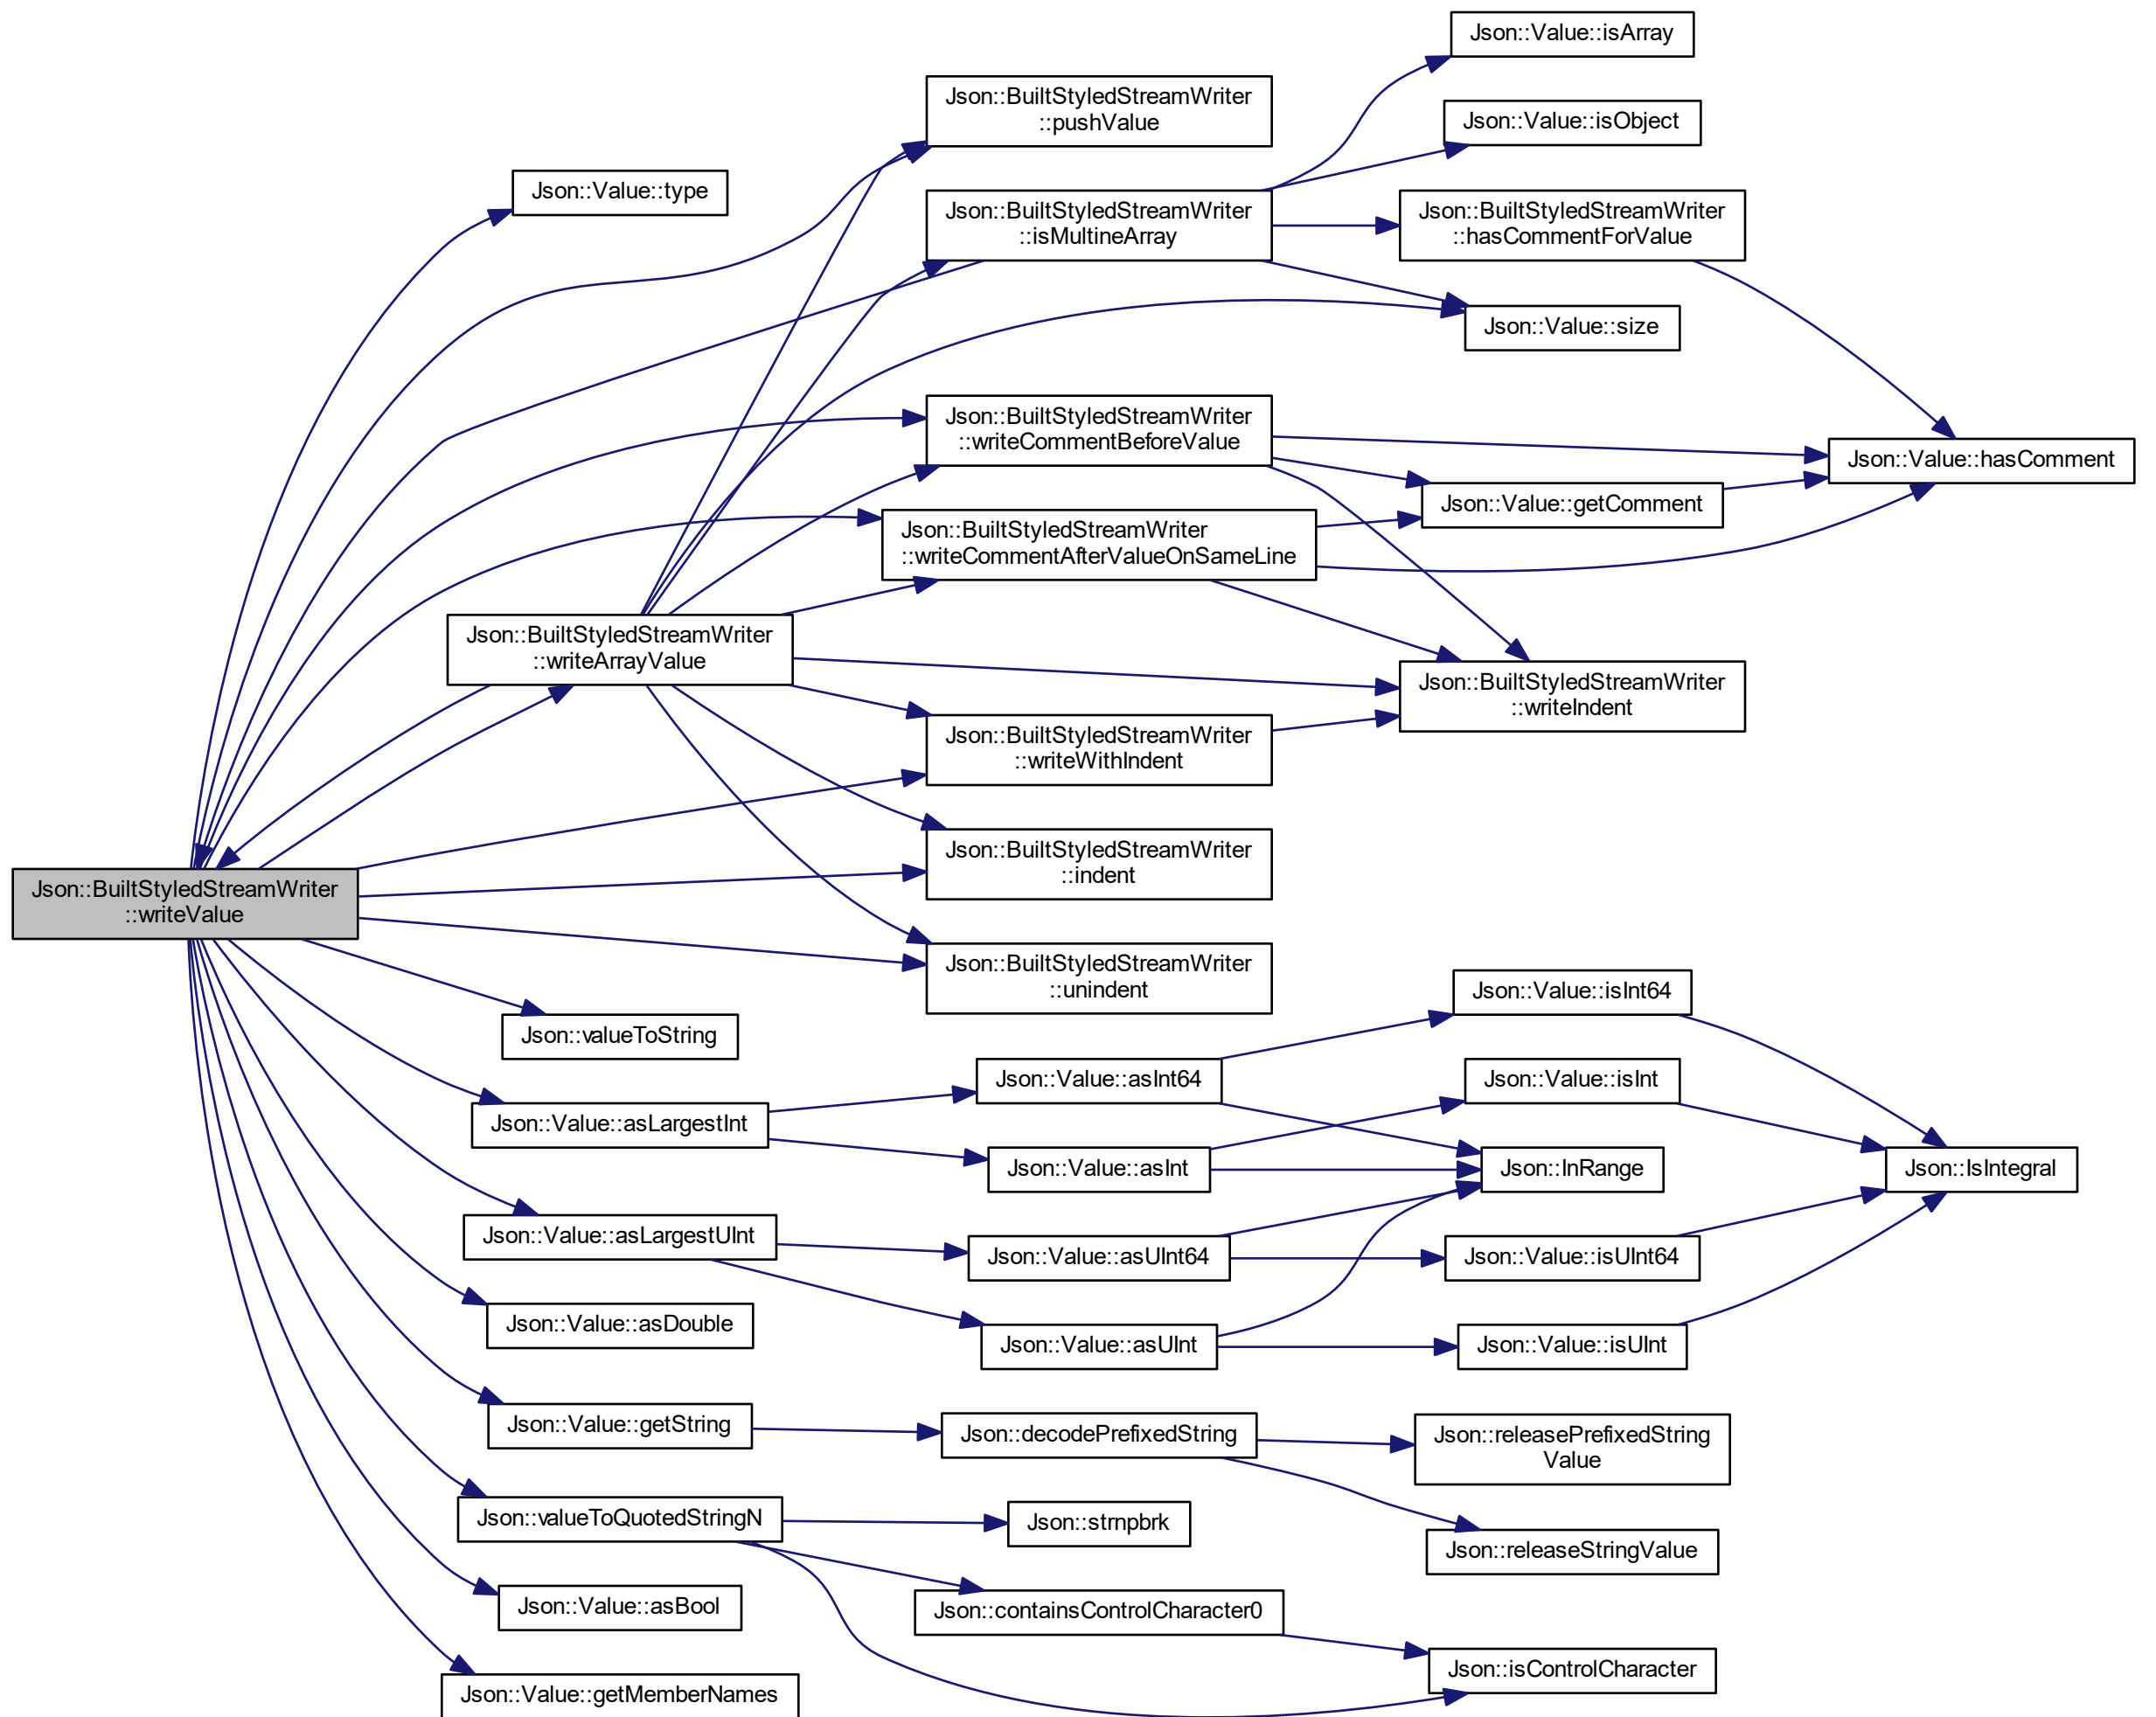 Json::Value::isArray
Json::BuiltStyledStreamWriter
::pushValue
Json::Value::isObject
Json::Value::type
Json::BuiltStyledStreamWriter
::isMultineArray
Json::BuiltStyledStreamWriter
::hasCommentForValue
Json::Value::size
Json::BuiltStyledStreamWriter
::writeCommentBeforeValue
Json::Value::hasComment
Json::Value::getComment
Json::BuiltStyledStreamWriter
::writeCommentAfterValueOnSameLine
Json::BuiltStyledStreamWriter
::writeArrayValue
Json::BuiltStyledStreamWriter
::writeIndent
Json::BuiltStyledStreamWriter
::writeWithIndent
Json::BuiltStyledStreamWriter
::indent
Json::BuiltStyledStreamWriter
::writeValue
Json::BuiltStyledStreamWriter
::unindent
Json::Value::isInt64
Json::valueToString
Json::Value::asInt64
Json::Value::isInt
Json::Value::asLargestInt
Json::Value::asInt
Json::InRange
Json::IsIntegral
Json::Value::asLargestUInt
Json::Value::asUInt64
Json::Value::isUInt64
Json::Value::asDouble
Json::Value::asUInt
Json::Value::isUInt
Json::Value::getString
Json::decodePrefixedString
Json::releasePrefixedString
Value
Json::valueToQuotedStringN
Json::strnpbrk
Json::releaseStringValue
Json::Value::asBool
Json::containsControlCharacter0
Json::isControlCharacter
Json::Value::getMemberNames